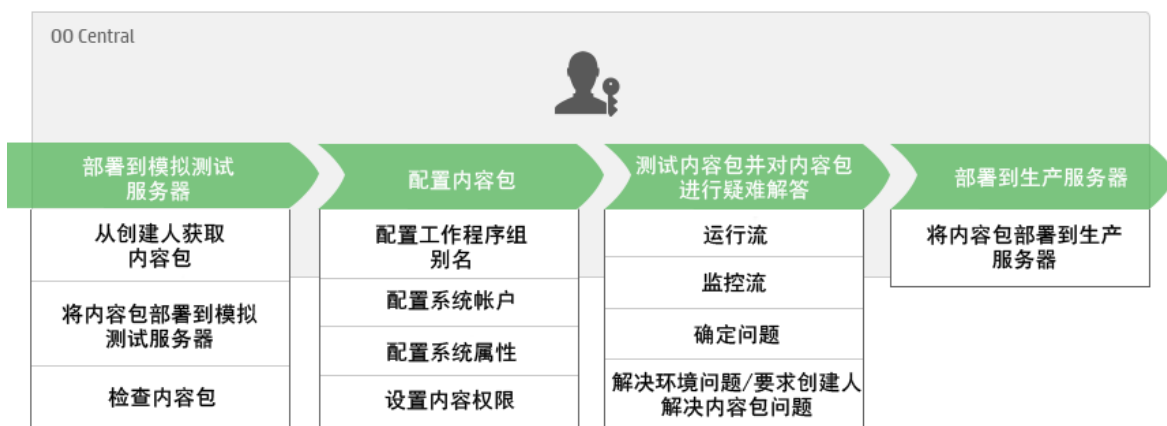 OO Central
部署到模拟测试
服务器
配置内容包
测试内容包并对内容包
进行疑难解答
部署到生产服务器
从创建人获取
内容包
将内容包部署到模拟
测试服务器
检查内容包
配置工作程序组
别名
配置系统帐户
配置系统属性
设置内容权限
运行流
监控流
确定问题
解决环境问题/要求创建人
解决内容包问题
将内容包部署到生产
服务器